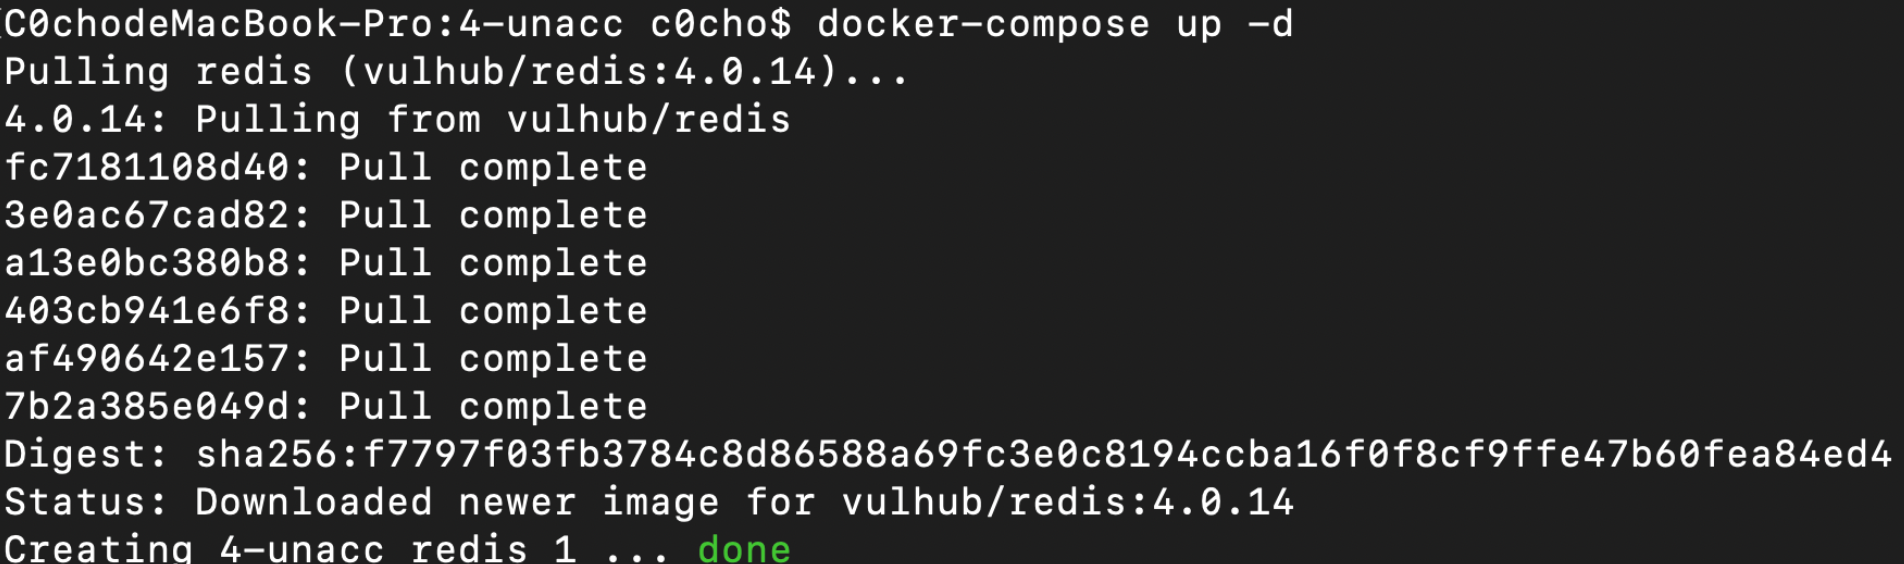 C0chodeMacBook-Pro:4-unacc c0cho$ docker-compose up -d
Pulling redis (vulhub/redis:4.0.14)...
4.0.14: Pulling from vulhub/redis
fc7181108d40: Pull complete
3e0ac67cad82: Pull complete
a13e0bc380b8: Pull complete
403cb941e6f8: Pull complete
af490642e157: Pull complete
7b2a385e049d: Pull complete
Digest: sha256:f7797f03fb3784c8d86588a69fc3e0c8194ccba16f0f8cf9ffe47b60fea84ed4
Status: Downloaded newer image for vulhub/redis:4.0.14
Creating 4-unacc_redis_1 ... done